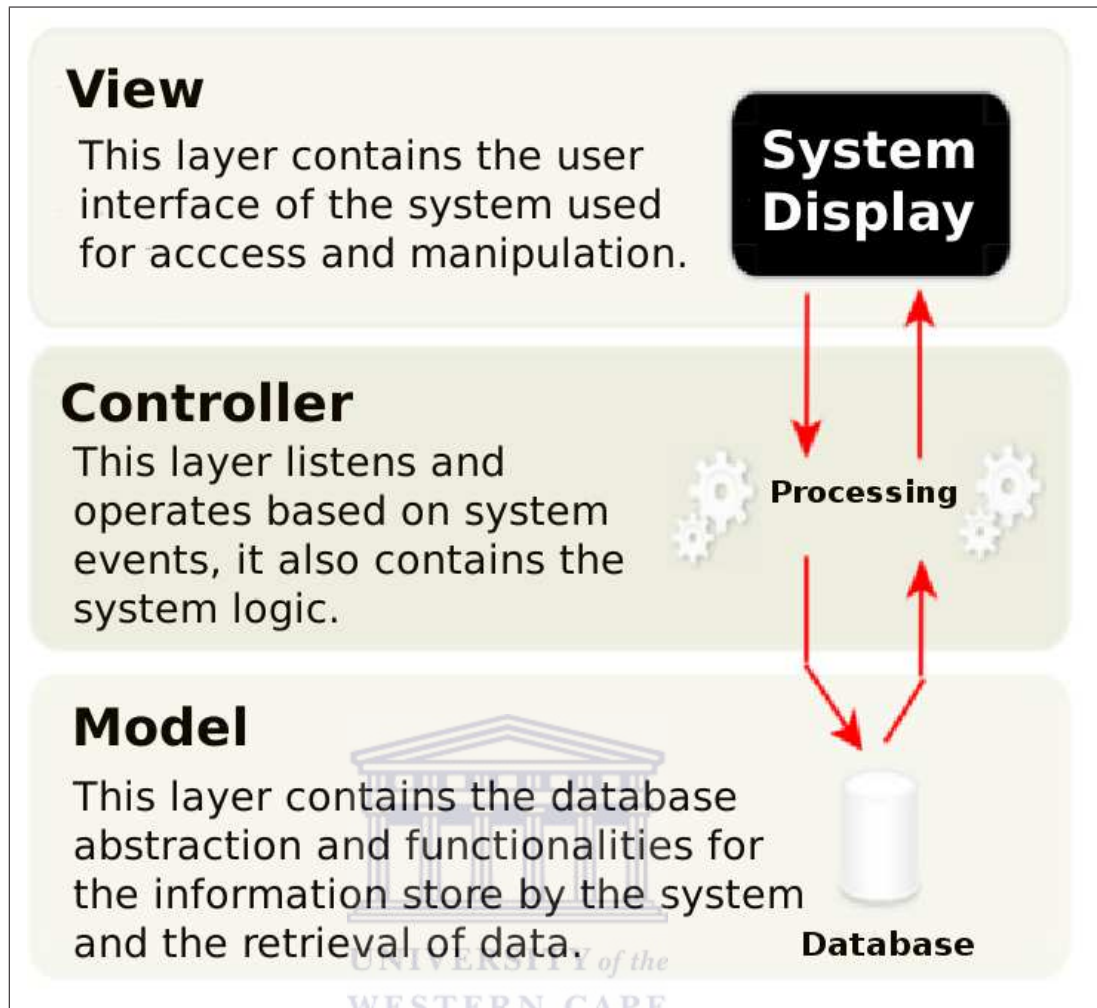 View
This layer contains the user
interface of the system used
for acccess and manipulation.
System
Display
Controller
This layer listens and
operates based on system
events, it also contains the
system logic.
Processing
Model
This layer contains the database
abstraction and functionalities for
the information store by the system
and the retrieval of data.
Database
UNIVERSITY of the
WESTERN CAPE